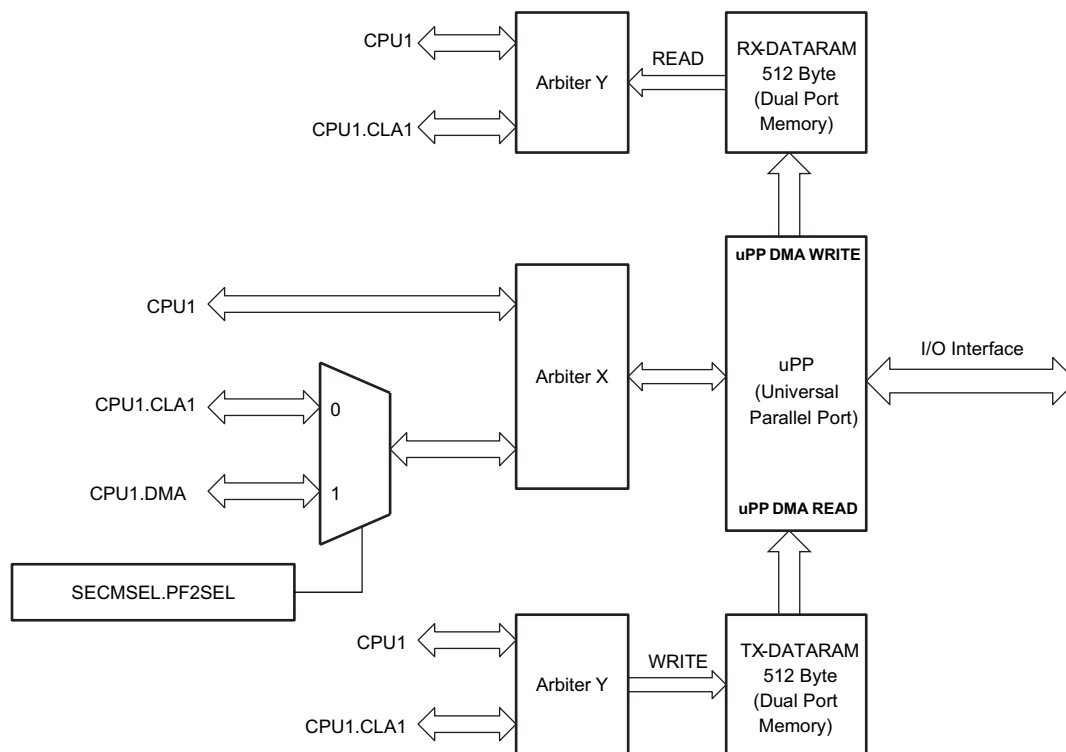 CPU1
CPU1.CLA1
Arbiter Y
READ
RX-DATARAM
512 Byte
(Dual Port
Memory)
CPU1
CPU1.CLA1
0
CPU1.DMA
1
SECMSEL.PF2SEL
Arbiter X
uPP DMA WRITE
uPP
(Universal
Parallel Port)
uPP DMA READ
I/O Interface
CPU1
CPU1.CLA1
Arbiter Y
WRITE
TX-DATARAM
512 Byte
(Dual Port
Memory)